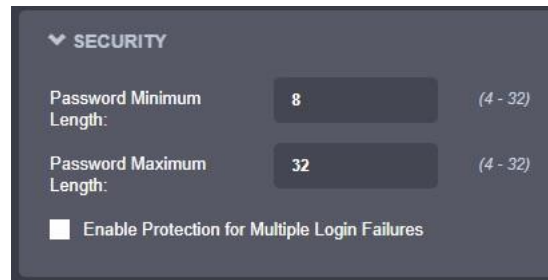 SECURITY
Password Minimum 8 (4 - 32)
Length:
Password Maximum 32 (4 - 32)
Length:
Enable Protection for Multiple Login Failures